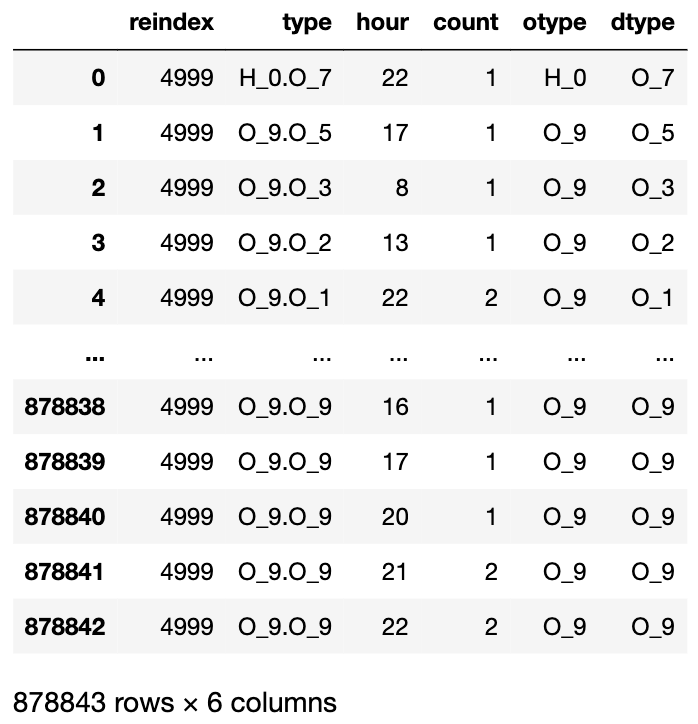 reindex type hour count otype dtype
0 4999 H_0.O_7 22 1 H_0 O_7
1 4999 O_9.O_5 17 1 O_9 O_5
2 4999 O_9.O_3 8 1 O_9 O_3
3 4999 O_9.O_2 13 1 O_9 O_2
4 4999 O_9.O_1 22 2 O_9 O_1
... ... ... ... ... ... ...
878838 4999 O_9.O_9 16 1 O_9 O_9
878839 4999 O_9.O_9 17 1 O_9 O_9
878840 4999 O_9.O_9 20 1 O_9 O_9
878841 4999 O_9.O_9 21 2 O_9 O_9
878842 4999 O_9.O_9 22 2 O_9 O_9
878843 rows × 6 columns